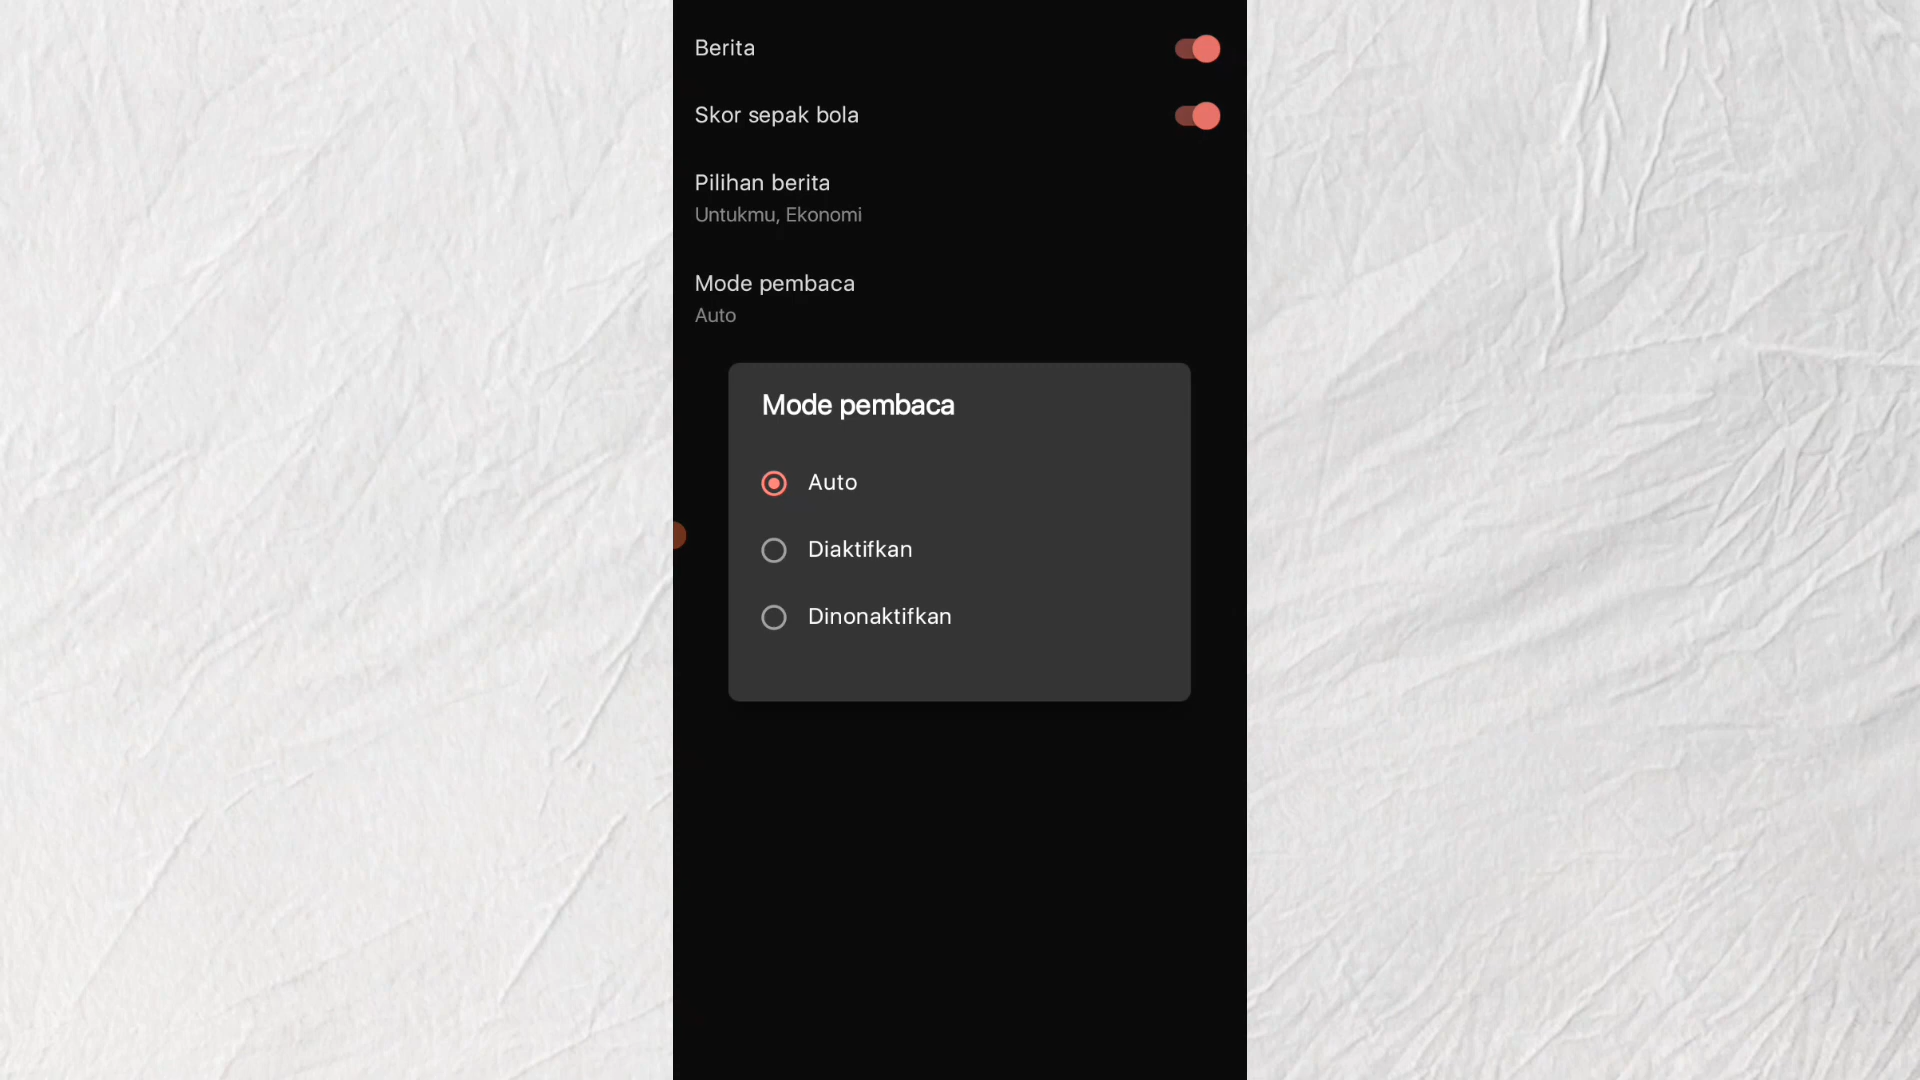 Berita
Skor sepak bola
Pilihan berita
Untukmu, Ekonomi
Mode pembaca
Auto
Mode pembaca
Auto
Diaktifkan
Dinonaktifkan